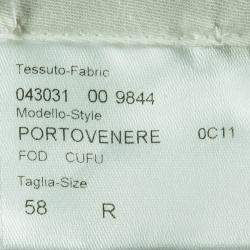 Tessuto-Fabric
043031 00 9844
Modello-Style
PORTOVENERE 0C11
FOD CUFU
Taglia-Size
58 R